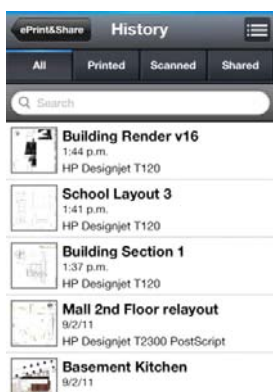 ePrint&Share
History
All Printed Scanned Shared
Search
Building Render v16
1:44 p.m.
HP Designjet T120
School Layout 3
1:41 p.m.
HP Designjet T120
Building Section 1
1:37 p.m.
HP Designjet T120
Mall 2nd Floor relayout
9/2/11
HP Designjet T2300 PostScript
Basement Kitchen
9/2/11